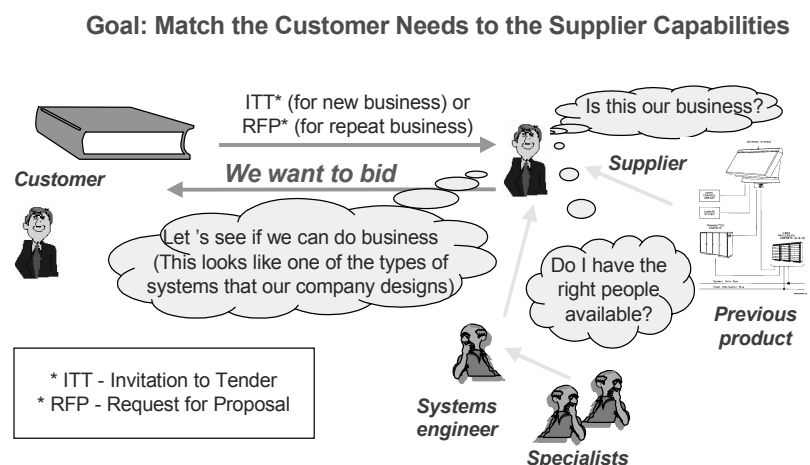 Goal: Match the Customer Needs to the Supplier Capabilities
ITT* (for new business) or
RFP* (for repeat business)
Is this our business?
Customer
We want to bid
Supplier
Let 's see if we can do business
(This looks like one of the types of
systems that our company designs)
Do I have the
right people
available?
Previous
product
* ITT - Invitation to Tender
* RFP - Request for Proposal
Systems
engineer
Specialists